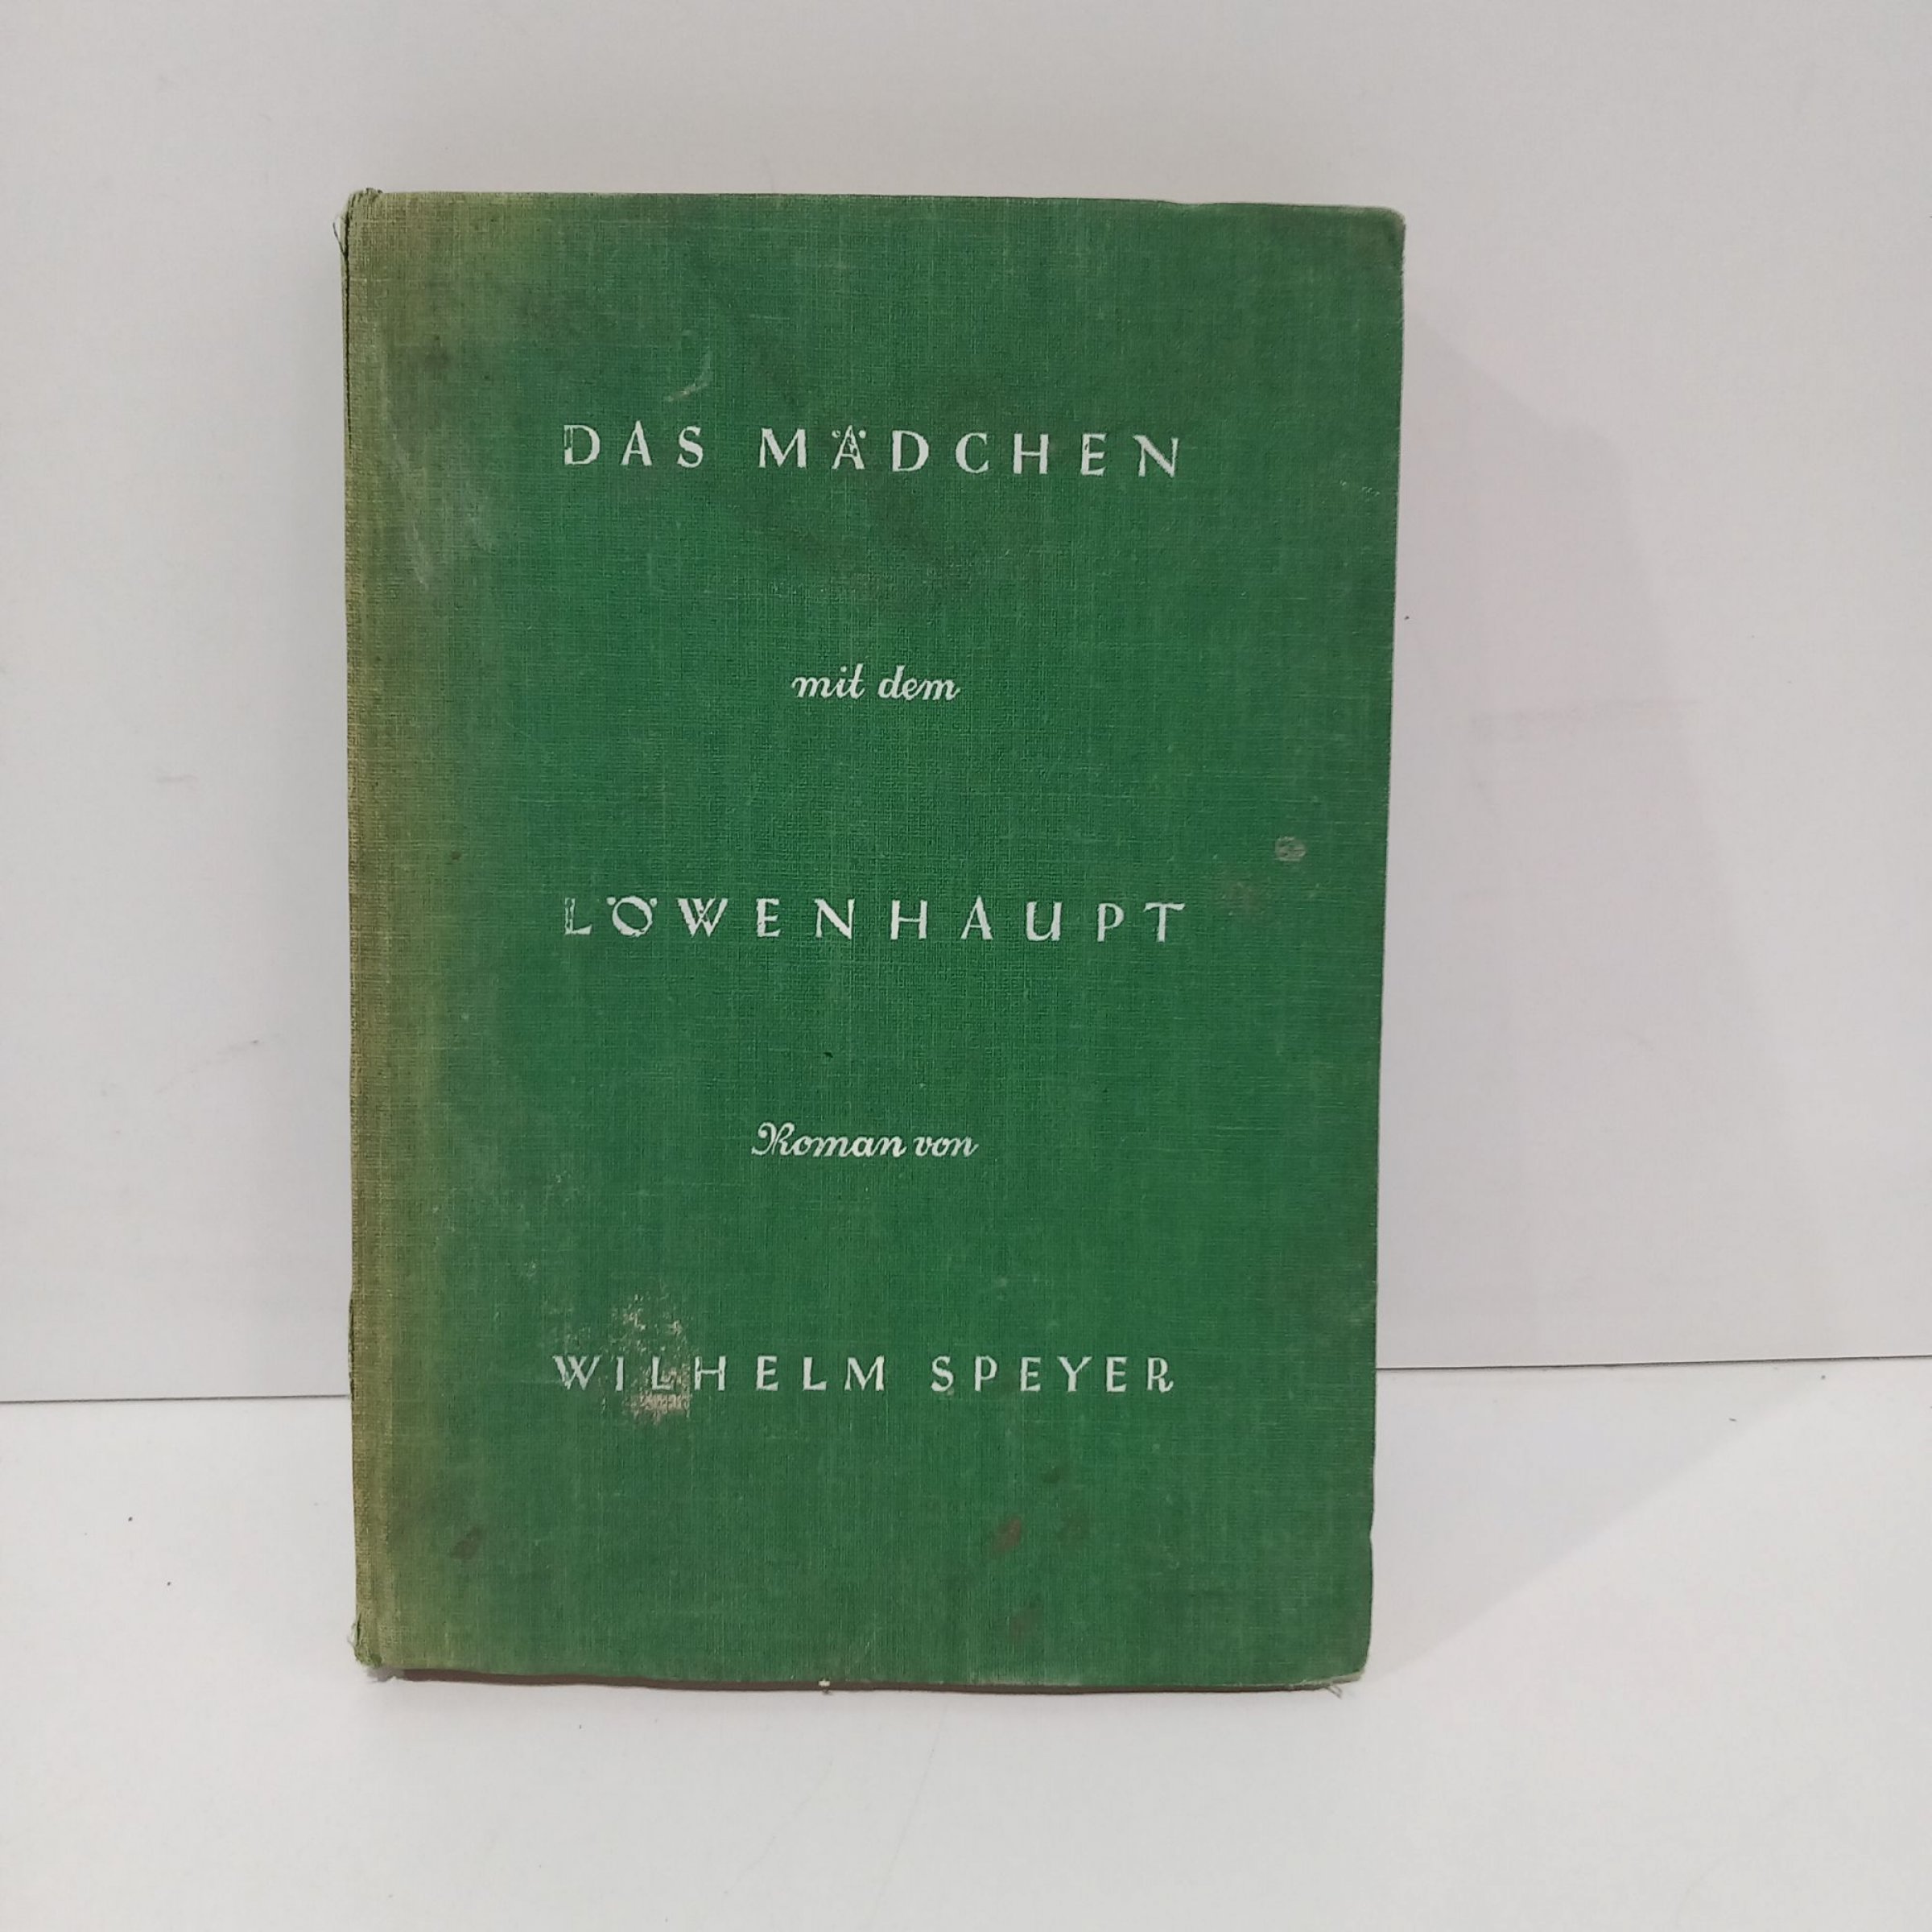 DAS MÄDCHEN
mit dem
LÖWENHAUPT
Roman von
WILHELM SPEYER